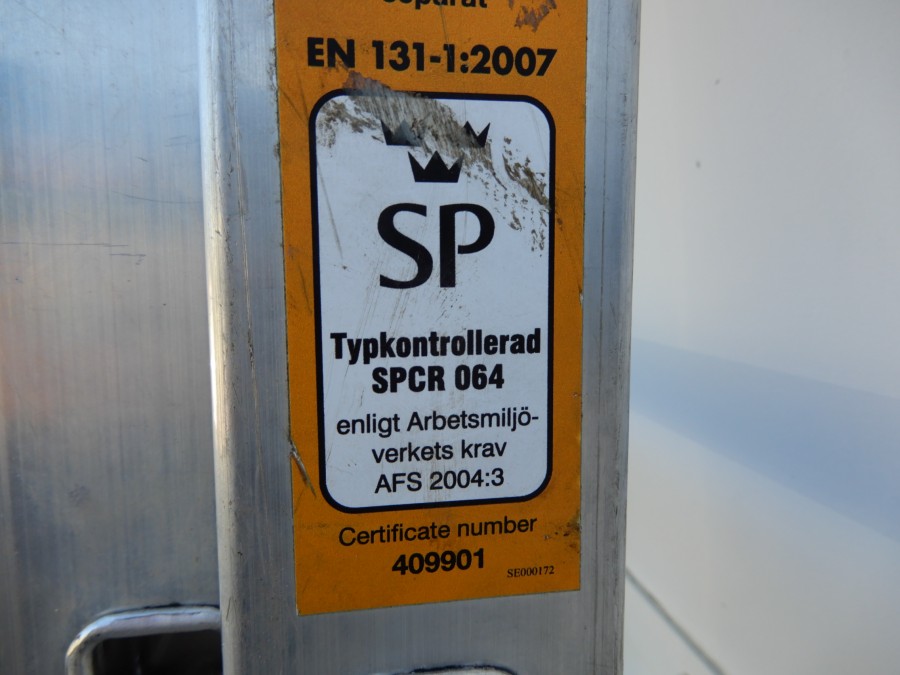 separat
EN 131-1:2007
SP
Typkontrollerad
SPCR 064
enligt Arbetsmiljö-
verkets krav
AFS 2004:3
Certificate number
409901
SE000172